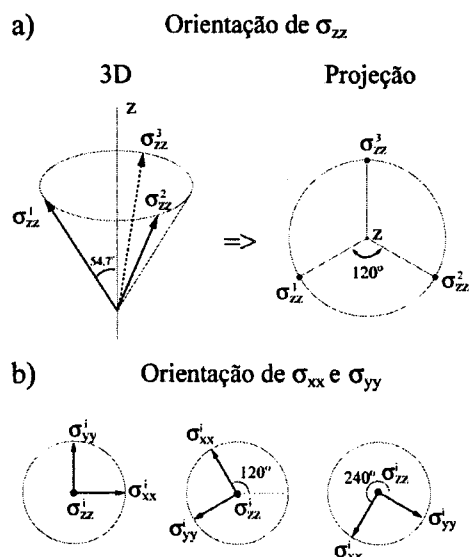 a) Orientação de σzz
3D Projeção
z
σ³zz
σ¹zz
σ²zz
54.7°
=>
σ³zz
z
120°
σ¹zz
σ²zz
b) Orientação de σxx e σyy
σⁱyy
σⁱxx
σⁱzz
σⁱxx
120°
σⁱzz
σⁱyy
240°
σⁱzz
σⁱyy
σⁱxx